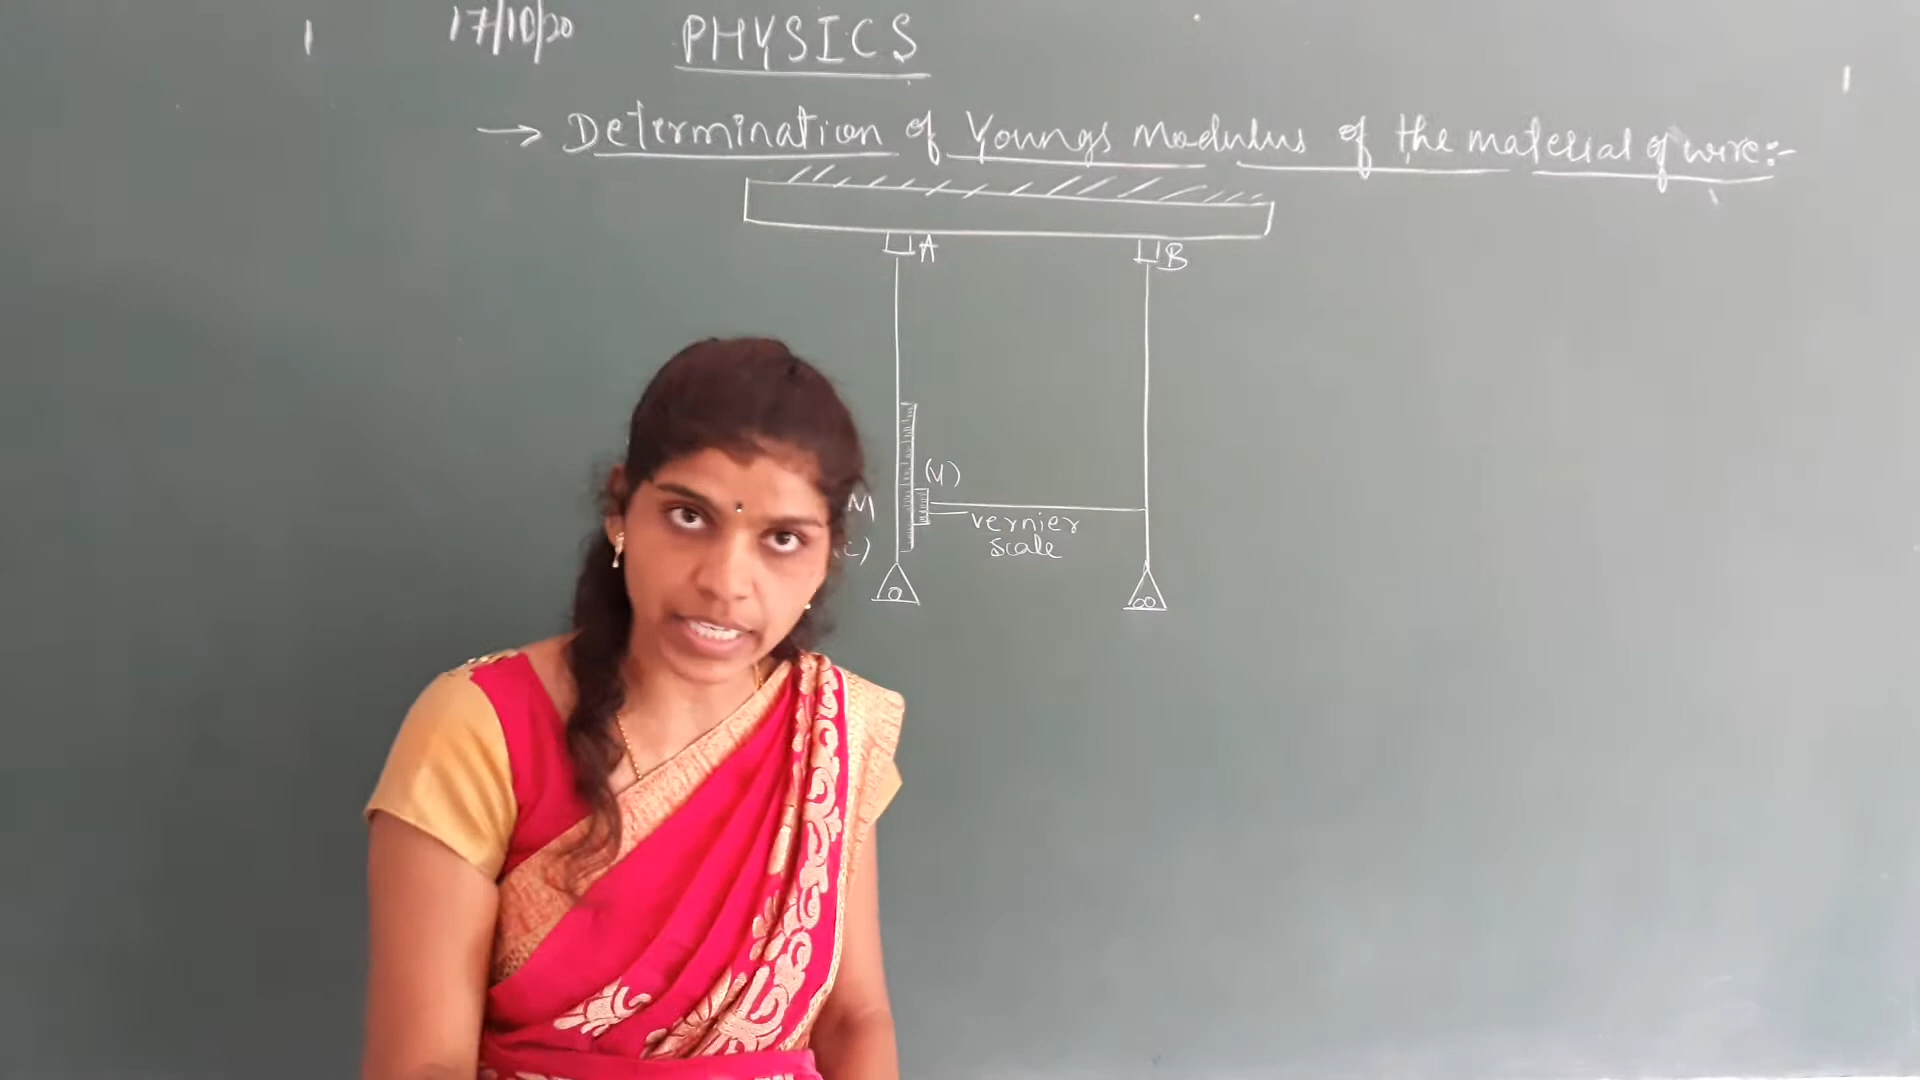 17/10/20 PHYSICS
→ Determination of Youngs Modulus of the material of wire:-
A B
(V)
M
vernier
scale